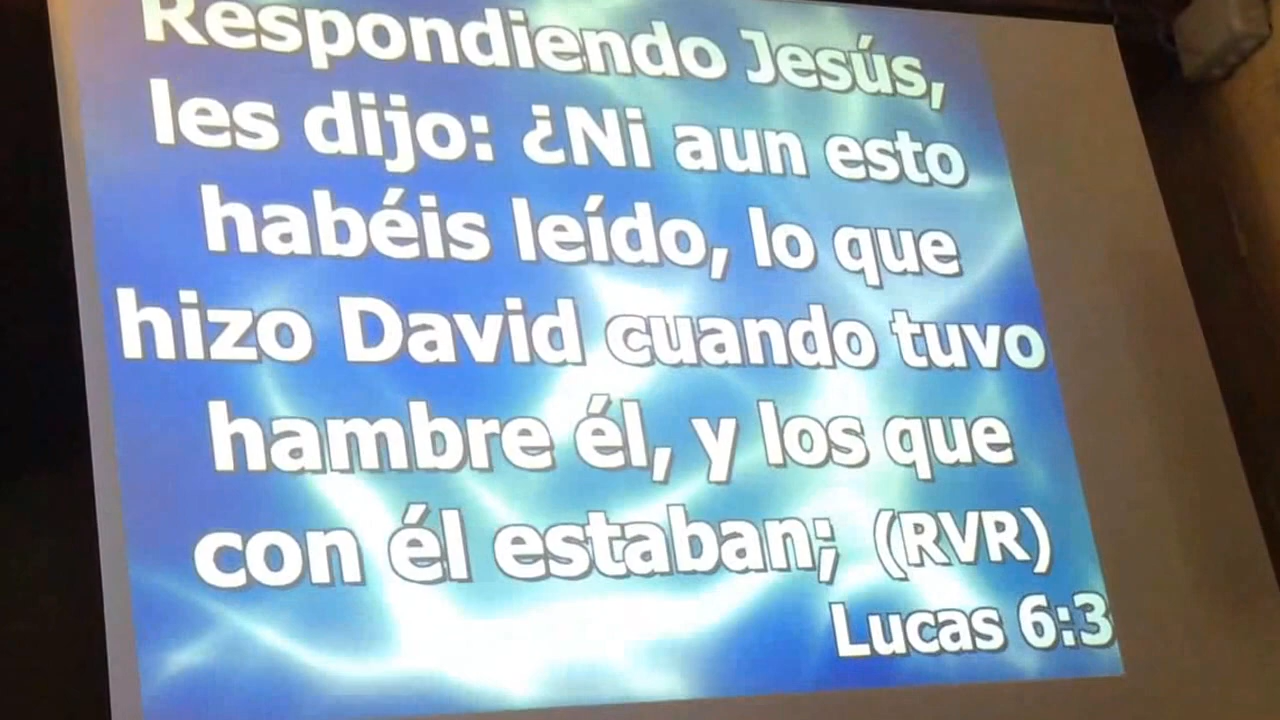 Respondiendo Jesús,
les dijo: ¿Ni aun esto
habéis leído, lo que
hizo David cuando tuvo
hambre él, y los que
con él estaban; (RVR)
Lucas 6:3